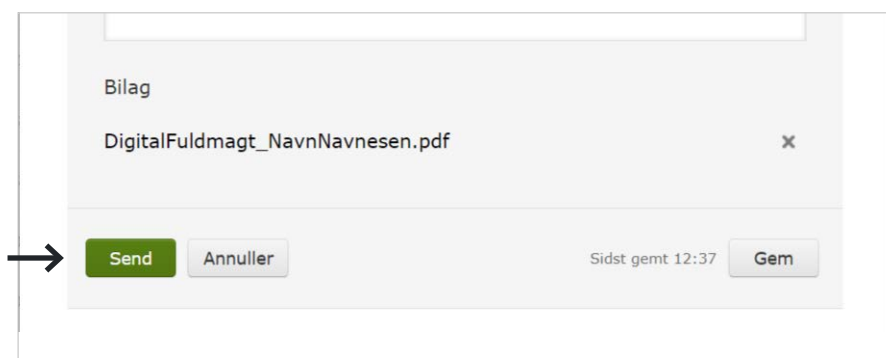 Bilag
DigitalFuldmagt_NavnNavnesen.pdf
Send Annuller Sidst gemt 12:37 Gem